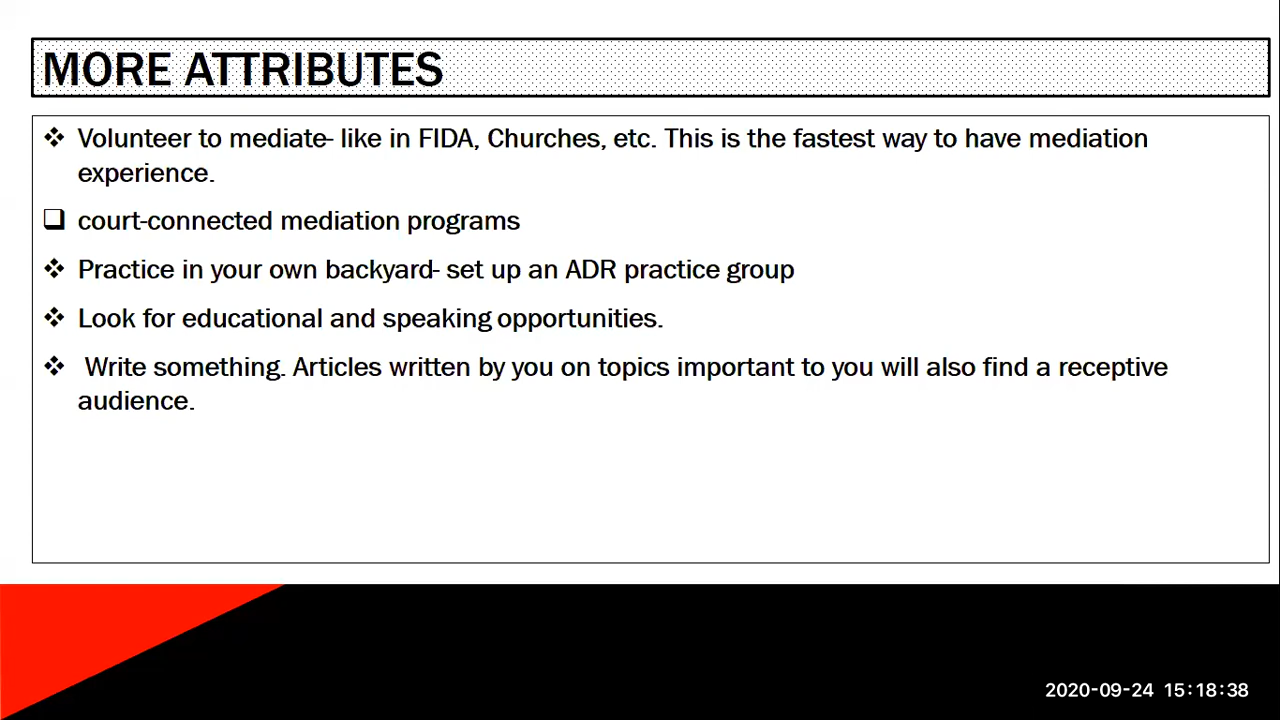 MORE ATTRIBUTES
❖ Volunteer to mediate- like in FIDA, Churches, etc. This is the fastest way to have mediation
experience.
❑ court-connected mediation programs
❖ Practice in your own backyard- set up an ADR practice group
❖ Look for educational and speaking opportunities.
❖ Write something. Articles written by you on topics important to you will also find a receptive
audience.
2020-09-24 15:18:38